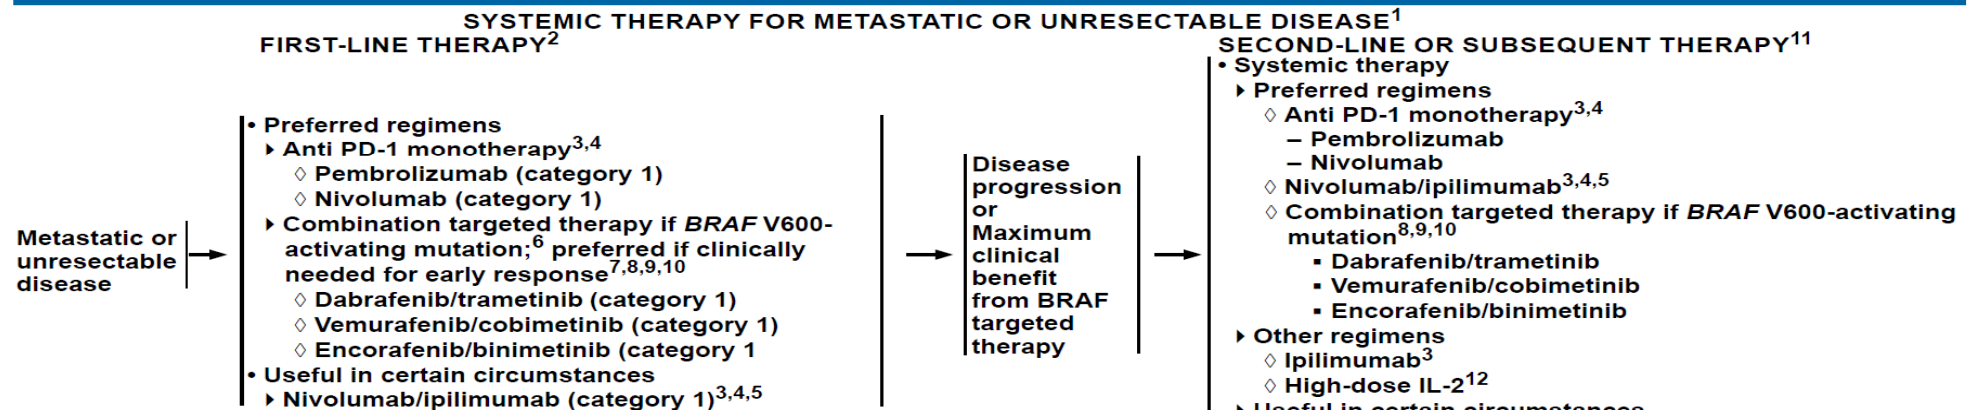 SYSTEMIC THERAPY FOR METASTATIC OR UNRESECTABLE DISEASE1
FIRST-LINE THERAPY2
Metastatic or
unresectable
disease
• Preferred regimens
▸ Anti PD-1 monotherapy3,4
◊ Pembrolizumab (category 1)
◊ Nivolumab (category 1)
▸ Combination targeted therapy if BRAF V600-
activating mutation;6 preferred if clinically
needed for early response7,8,9,10
◊ Dabrafenib/trametinib (category 1)
◊ Vemurafenib/cobimetinib (category 1)
◊ Encorafenib/binimetinib (category 1
• Useful in certain circumstances
▸ Nivolumab/ipilimumab (category 1)3,4,5
Disease
progression
or
Maximum
clinical
benefit
from BRAF
targeted
therapy
SECOND-LINE OR SUBSEQUENT THERAPY11
• Systemic therapy
▸ Preferred regimens
◊ Anti PD-1 monotherapy3,4
– Pembrolizumab
– Nivolumab
◊ Nivolumab/ipilimumab3,4,5
◊ Combination targeted therapy if BRAF V600-activating
mutation8,9,10
▪ Dabrafenib/trametinib
▪ Vemurafenib/cobimetinib
▪ Encorafenib/binimetinib
▸ Other regimens
◊ Ipilimumab3
◊ High-dose IL-212
▸ Useful in certain circumstances